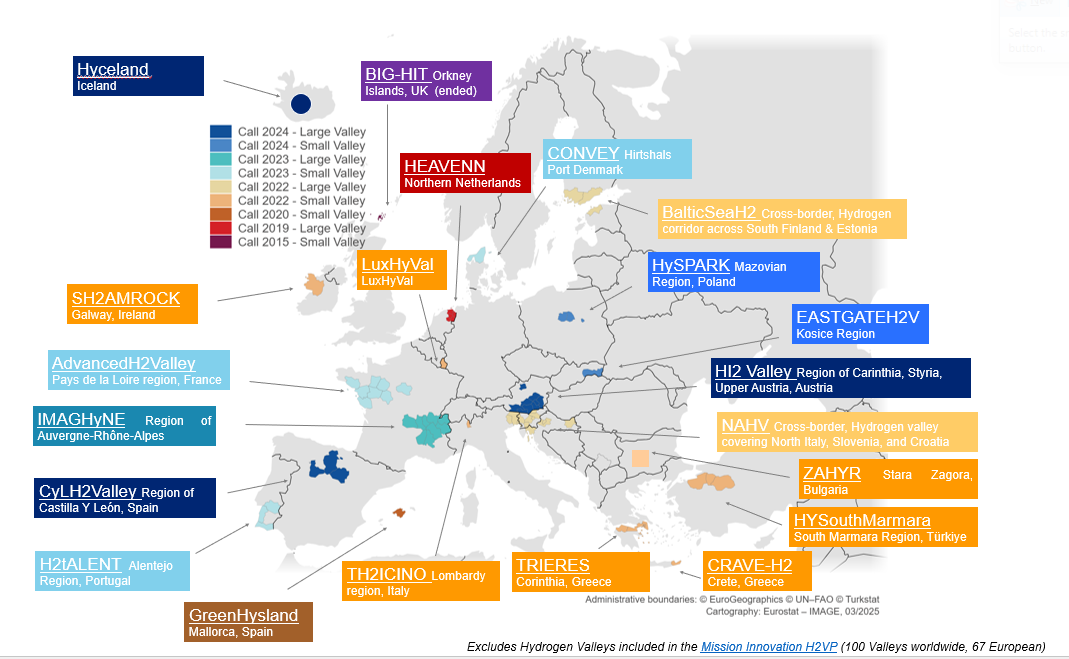 Hyceland
Iceland
BIG-HIT Orkney
Islands, UK (ended)
Call 2024 - Large Valley
Call 2024 - Small Valley
Call 2023 - Large Valley
Call 2023 - Small Valley
Call 2022 - Large Valley
Call 2022 - Small Valley
Call 2020 - Small Valley
Call 2019 - Large Valley
Call 2015 - Small Valley
HEAVENN
Northern Netherlands
CONVEY Hirtshals
Port Denmark
BalticSeaH2 Cross-border, Hydrogen
corridor across South Finland & Estonia
LuxHyVal
LuxHyVal
HySPARK Mazovian
Region, Poland
SH2AMROCK
Galway, Ireland
EASTGATEH2V
Kosice Region
AdvancedH2Valley
Pays de la Loire region, France
HI2 Valley Region of Carinthia, Styria,
Upper Austria, Austria
IMAGHyNE Region of
Auvergne-Rhône-Alpes
NAHV Cross-border, Hydrogen valley
covering North Italy, Slovenia, and Croatia
ZAHYR Stara Zagora,
Bulgaria
CyLH2Valley Region of
Castilla Y León, Spain
HYSouthMarmara
South Marmara Region, Türkiye
H2tALENT Alentejo
Region, Portugal
TH2ICINO Lombardy
region, Italy
TRIERES
Corinthia, Greece
CRAVE-H2
Crete, Greece
GreenHysland
Mallorca, Spain
Administrative boundaries: © EuroGeographics © UN–FAO © Turkstat
Cartography: Eurostat – IMAGE, 03/2025
Excludes Hydrogen Valleys included in the Mission Innovation H2VP (100 Valleys worldwide, 67 European)